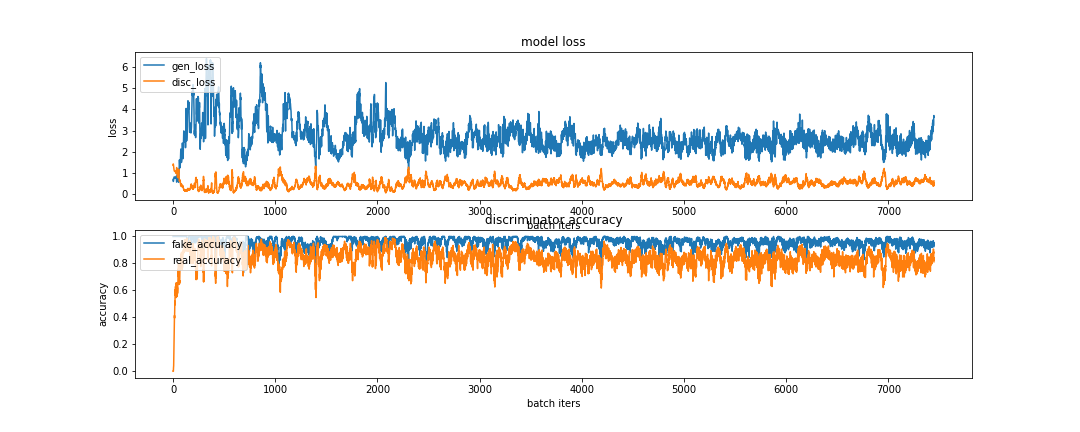 model loss
gen_loss
disc_loss
loss
6
5
4
3
2
1
0
0 1000 2000 3000 4000 5000 6000 7000
batch iters
discriminator accuracy
fake_accuracy
real_accuracy
accuracy
1.0
0.8
0.6
0.4
0.2
0.0
0 1000 2000 3000 4000 5000 6000 7000
batch iters